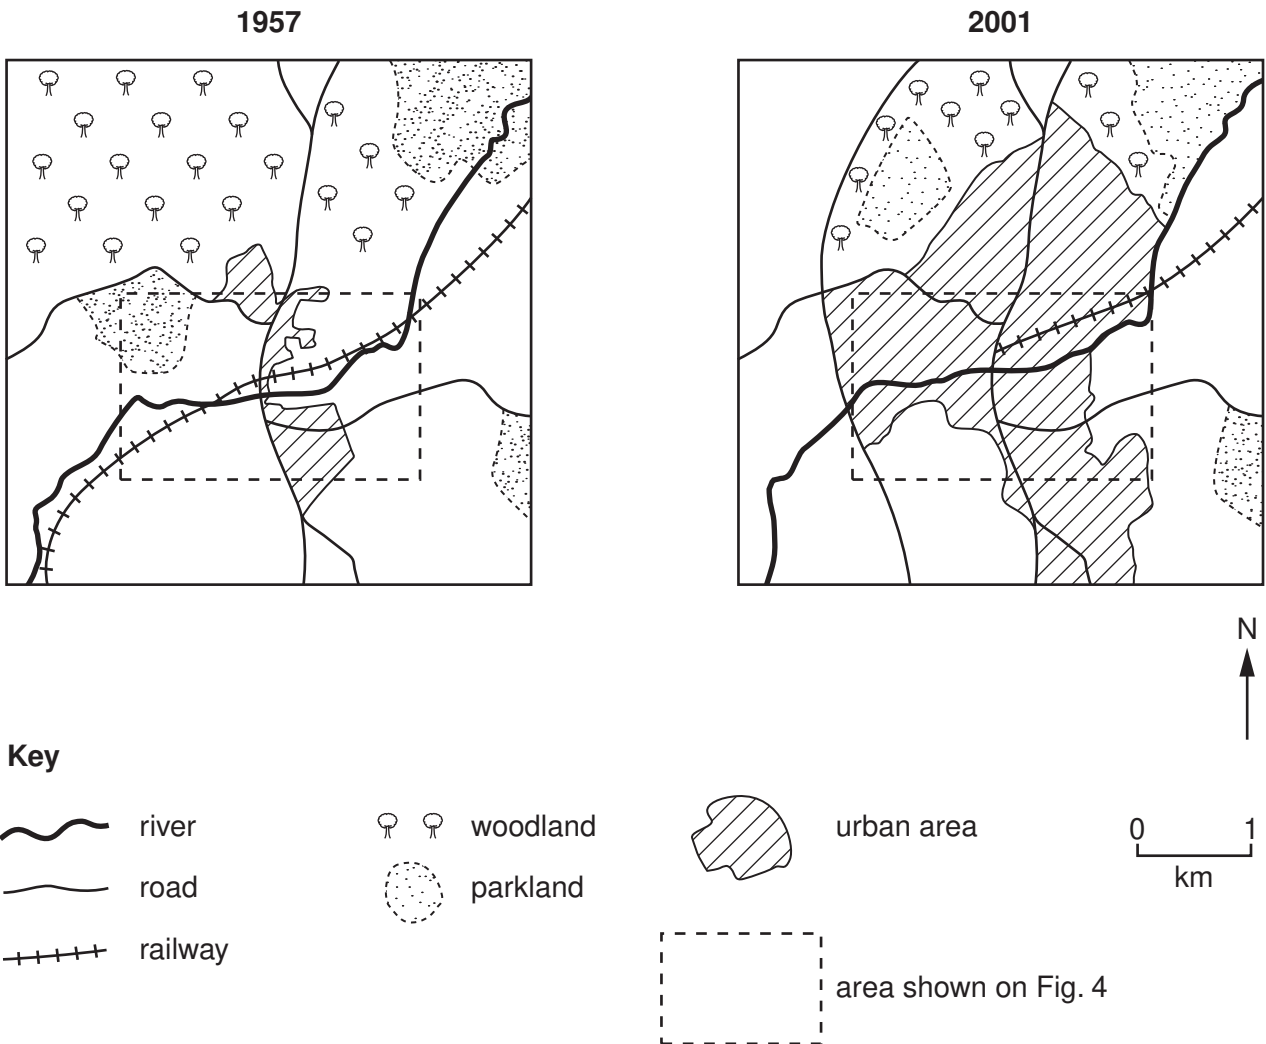 1957
2001
N
Key
river
woodland
urban area
0 1
road
parkland
km
railway
area shown on Fig. 4